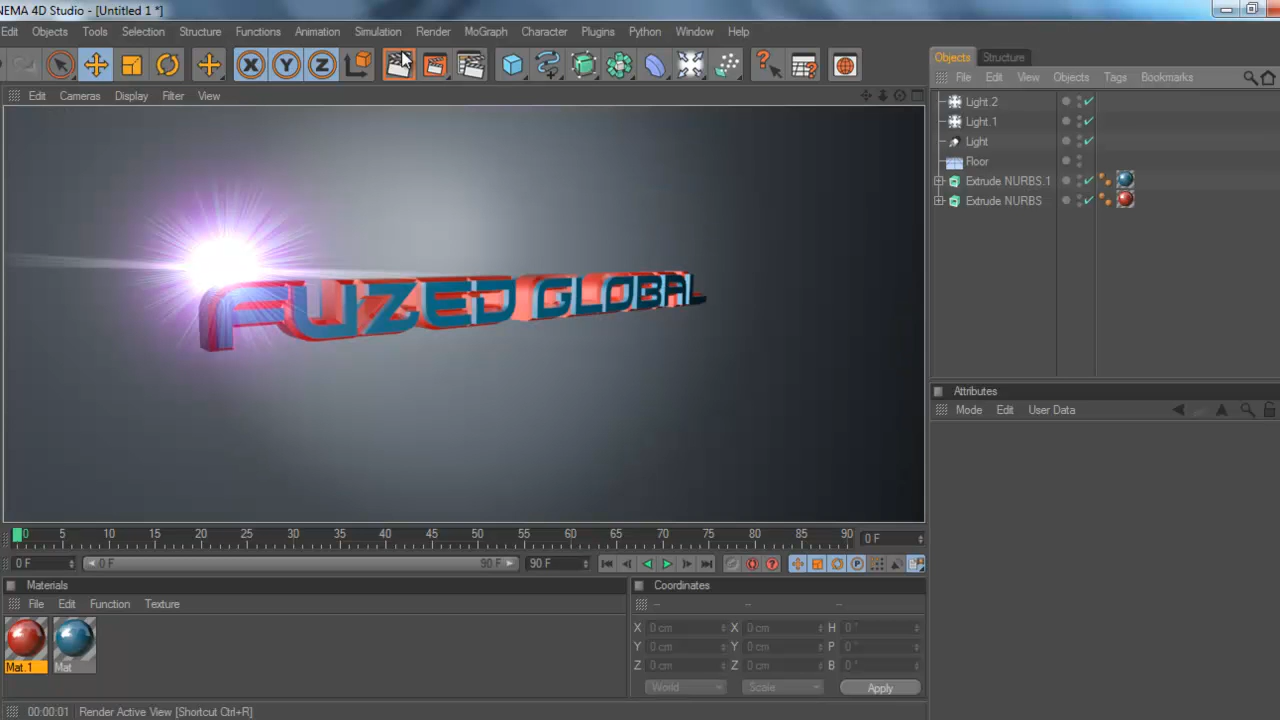 NEMA 4D Studio - [Untitled 1 *]
Edit Objects Tools Selection Structure Functions Animation Simulation Render MoGraph Character Plugins Python Window Help
X Y Z
Objects Structure
File Edit View Objects Tags Bookmarks
Edit Cameras Display Filter View
Light.2
Light.1
Light
Floor
Extrude NURBS.1
Extrude NURBS
FUZED GLOBAL
Attributes
Mode Edit User Data
0 5 10 15 20 25 30 35 40 45 50 55 60 65 70 75 80 85 90 0 F
0 F 0 F 90 F 90 F
Materials
File Edit Function Texture
Mat.1 Mat
Coordinates
-- -- --
X 0 cm X 0 cm H 0 °
Y 0 cm Y 0 cm P 0 °
Z 0 cm Z 0 cm B 0 °
World Scale Apply
00:00:01 Render Active View [Shortcut Ctrl+R]